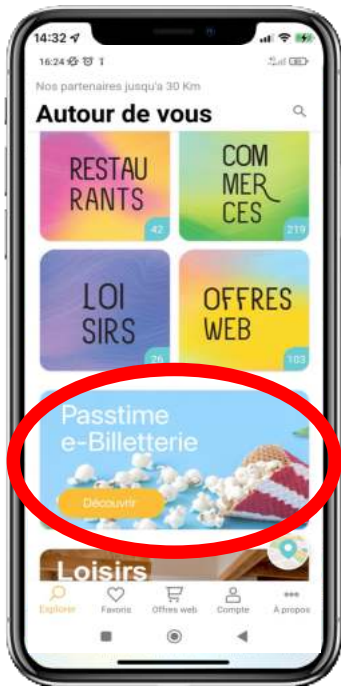 14:32
16:24
Nos partenaires jusqu'a 30 Km
Autour de vous
RESTAU
RANTS
42
COM
MER
CES
219
LOI
SIRS
26
OFFRES
WEB
103
Passtime
e-Billetterie
Découvrir
Loisirs
Explorer
Favoris
Offres web
Compte
À propos